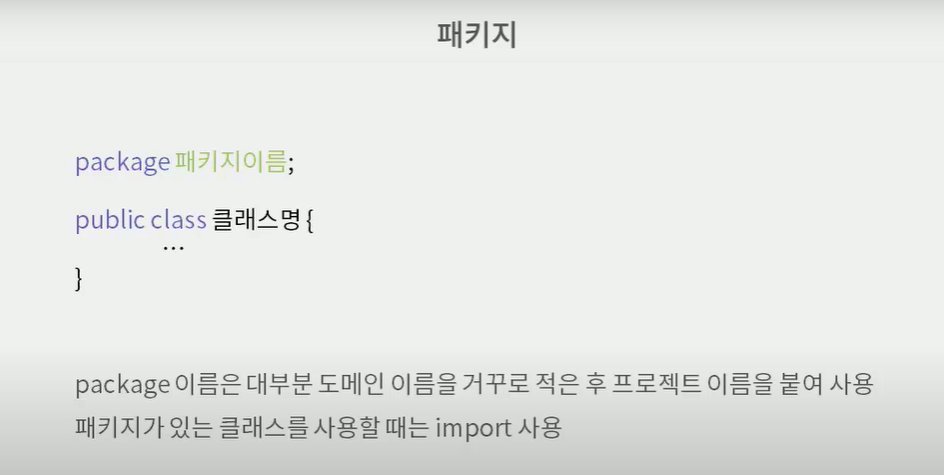 패키지
package 패키지이름;
public class 클래스명 {
...
}
package 이름은 대부분 도메인 이름을 거꾸로 적은 후 프로젝트 이름을 붙여 사용
패키지가 있는 클래스를 사용할 때는 import 사용